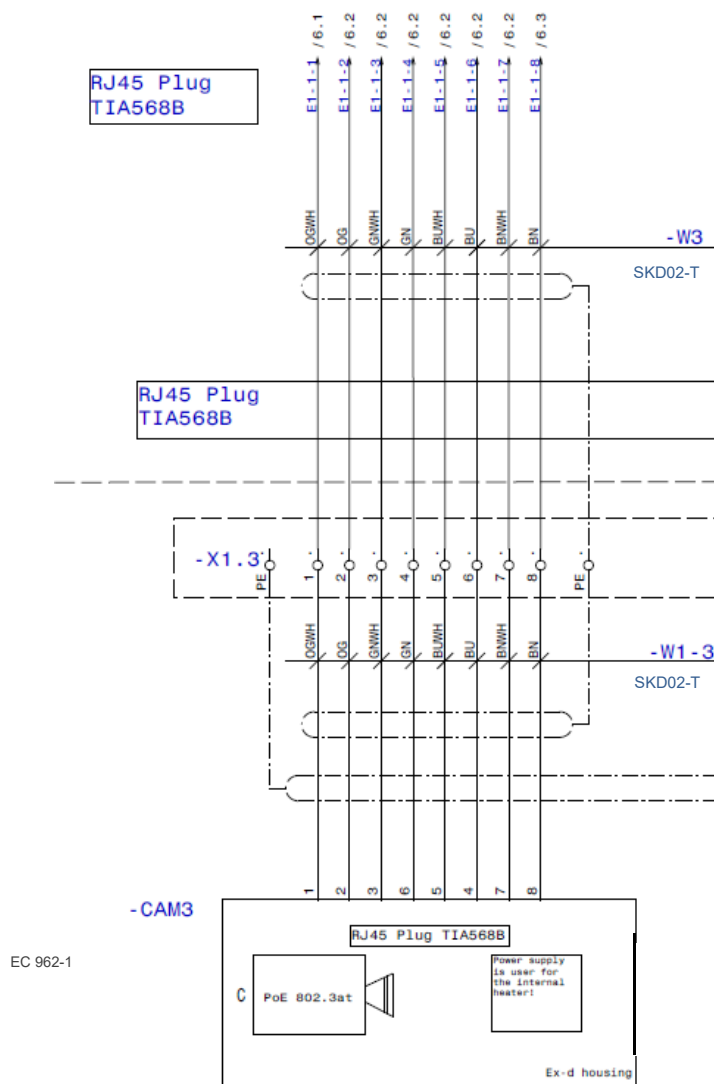 /6.1
/6.2
/6.2
/6.2
/6.2
/6.2
/6.2
/6.3
E1-1-1
E1-1-2
E1-1-3
E1-1-4
E1-1-5
E1-1-6
E1-1-7
E1-1-8
RJ45 Plug
TIA568B
OGWH
OG
GNWH
GN
BUWH
BU
BNWH
BN
-W3
SKD02-T
RJ45 Plug
TIA568B
-X1.3
PE
1
2
3
4
5
6
7
8
PE
OGWH
OG
GNWH
GN
BUWH
BU
BNWH
BN
-W1-3
SKD02-T
1
2
3
6
5
4
7
8
-CAM3
RJ45 Plug TIA568B
EC 962-1
C
PoE 802.3at
Power supply
is user for
the internal
heater!
Ex-d housing